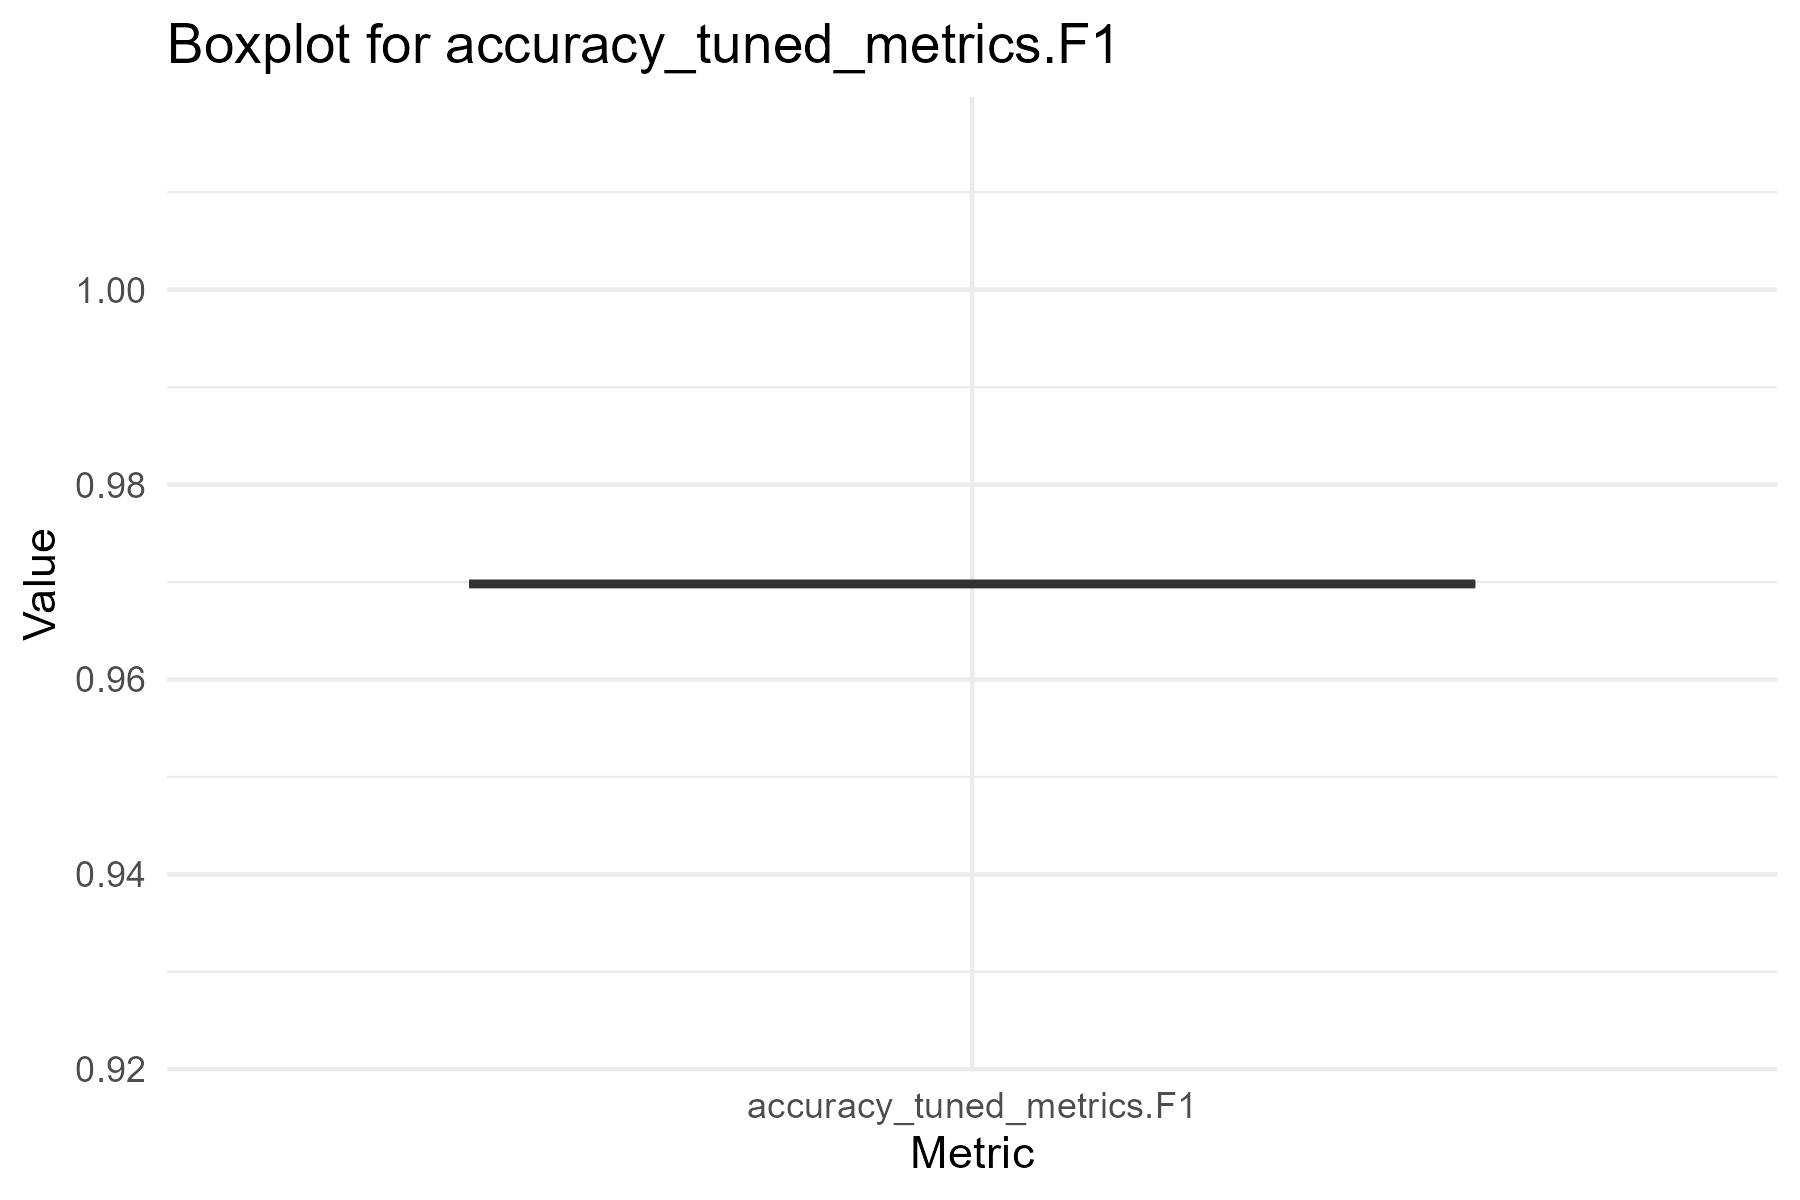 Boxplot for accuracy_tuned_metrics.F1
Value
1.00
0.98
0.96
0.94
0.92
accuracy_tuned_metrics.F1
Metric